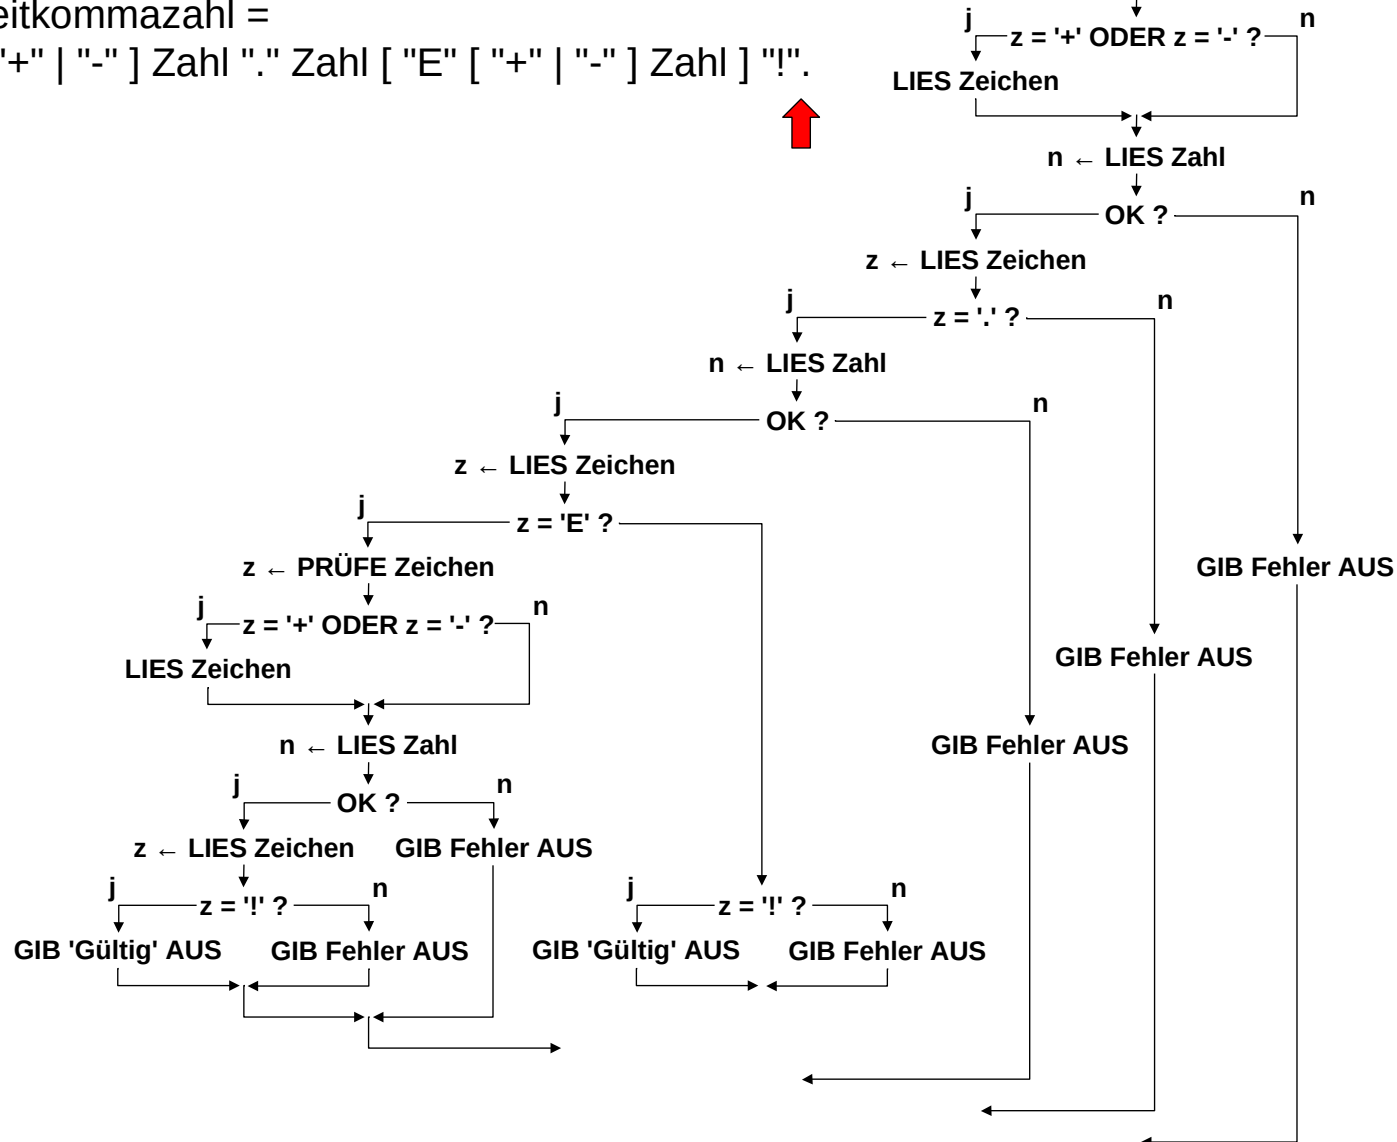 eitkommazahl =
"+" | "-" ] Zahl "." Zahl [ "E" [ "+" | "-" ] Zahl ] "!".
j
n
z = '+' ODER z = '-' ?
LIES Zeichen
n ← LIES Zahl
j
n
OK ?
z ← LIES Zeichen
j
n
z = '.' ?
n ← LIES Zahl
j
n
OK ?
z ← LIES Zeichen
j
z = 'E' ?
z ← PRÜFE Zeichen
GIB Fehler AUS
j
n
z = '+' ODER z = '-' ?
LIES Zeichen
GIB Fehler AUS
n ← LIES Zahl
GIB Fehler AUS
j
n
OK ?
z ← LIES Zeichen
GIB Fehler AUS
j
n
j
n
z = '!' ?
z = '!' ?
GIB 'Gültig' AUS
GIB Fehler AUS
GIB 'Gültig' AUS
GIB Fehler AUS